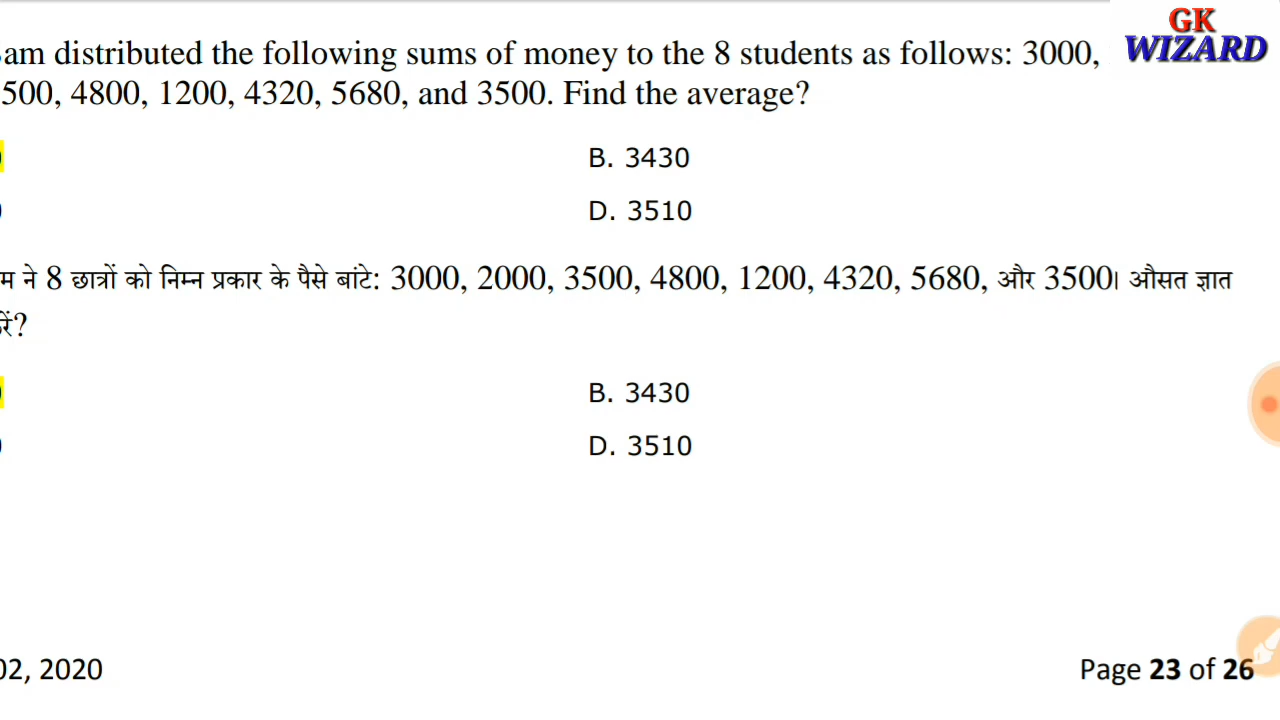 GK
WIZARD
am distributed the following sums of money to the 8 students as follows: 3000,
500, 4800, 1200, 4320, 5680, and 3500. Find the average?
B. 3430
D. 3510
म ने 8 छात्रों को निम्न प्रकार के पैसे बांटे: 3000, 2000, 3500, 4800, 1200, 4320, 5680, और 3500। औसत ज्ञात
रें?
B. 3430
D. 3510
02, 2020
Page 23 of 26